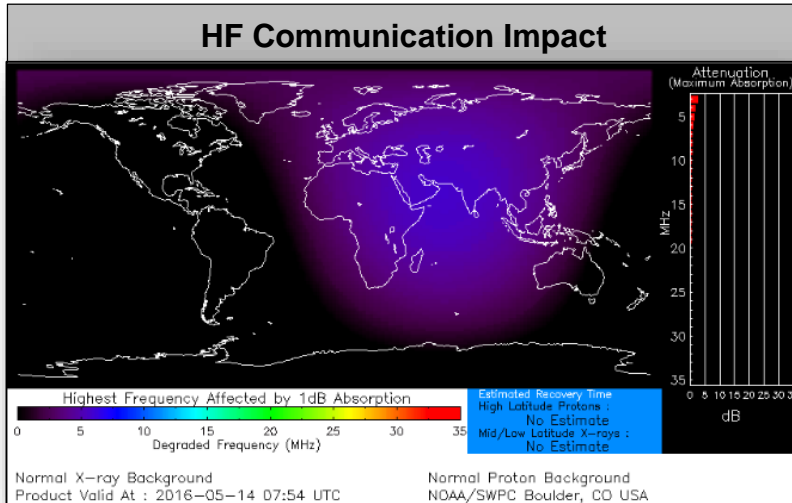 HF Communication Impact
Attenuation
(Maximum Absorption)
5
10
15
20
25
30
35
MHz
0 5 10 15 20 25 30 3
dB
Highest Frequency Affected by 1dB Absorption
0 5 10 15 20 25 30 35
Degraded Frequency (MHz)
Estimated Recovery Time
High Latitude Protons :
No Estimate
Mid/Low Latitude X-rays :
No Estimate
Normal X-ray Background
Product Valid At : 2016-05-14 07:54 UTC
Normal Proton Background
NOAA/SWPC Boulder, CO USA